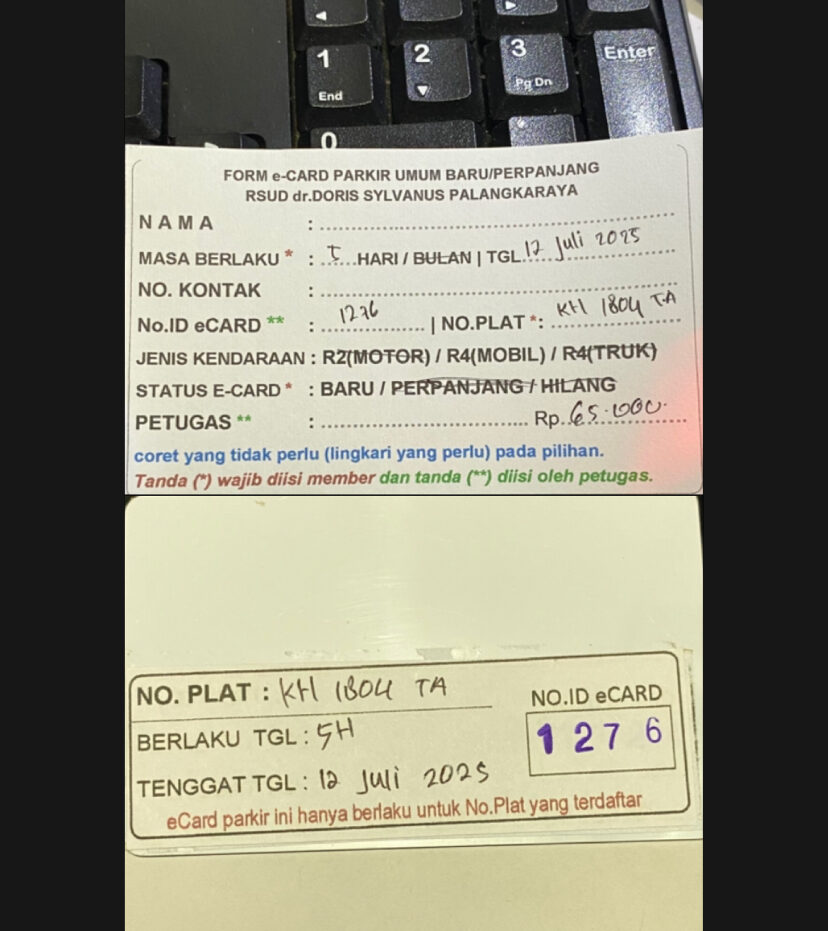 1
2
3
Enter
End
Pg Dn
0
FORM e-CARD PARKIR UMUM BARU/PERPANJANG
RSUD dr.DORIS SYLVANUS PALANGKARAYA
N A M A :
MASA BERLAKU * : 5 HARI / BULAN | TGL. 12 Juli 2025
NO. KONTAK :
No.ID eCARD ** : 1276 | NO.PLAT *: KH 1804 TA
JENIS KENDARAAN : R2(MOTOR) / R4(MOBIL) / R4(TRUK)
STATUS E-CARD * : BARU / PERPANJANG / HILANG
PETUGAS ** : Rp. 65.000.
coret yang tidak perlu (lingkari yang perlu) pada pilihan.
Tanda (*) wajib diisi member dan tanda (**) diisi oleh petugas.
NO. PLAT : KH 1804 TA
NO.ID eCARD
1276
BERLAKU TGL : 5H
TENGGAT TGL : 12 Juli 2025
eCard parkir ini hanya berlaku untuk No.Plat yang terdaftar